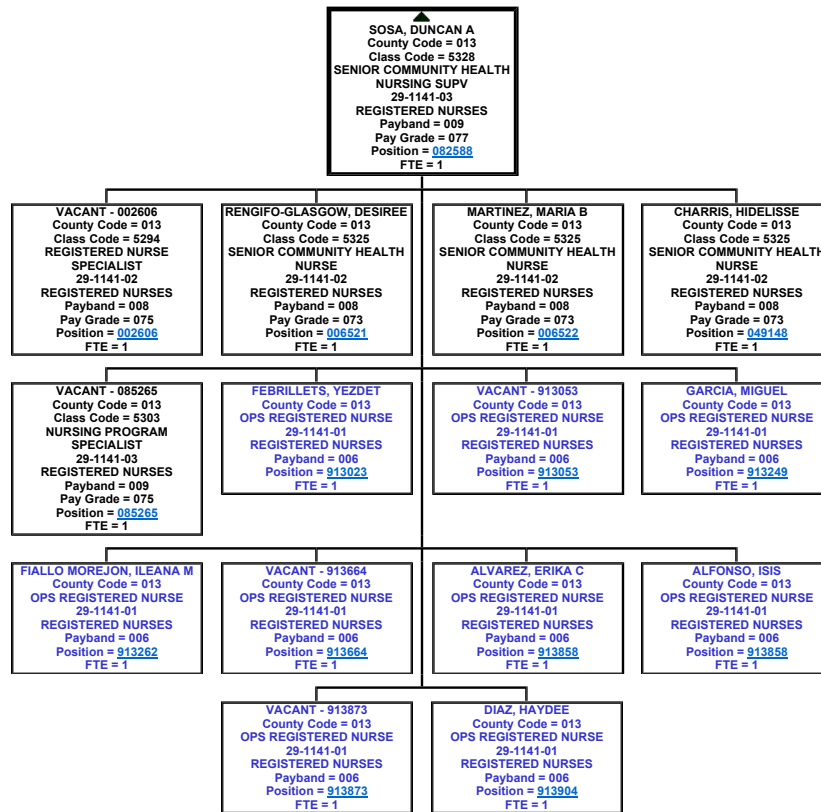 SOSA, DUNCAN A
County Code = 013
Class Code = 5328
SENIOR COMMUNITY HEALTH
NURSING SUPV
29-1141-03
REGISTERED NURSES
Payband = 009
Pay Grade = 077
Position = 082588
FTE = 1
VACANT - 002606
County Code = 013
Class Code = 5294
REGISTERED NURSE
SPECIALIST
29-1141-02
REGISTERED NURSES
Payband = 008
Pay Grade = 075
Position = 002606
FTE = 1
RENGIFO-GLASGOW, DESIREE
County Code = 013
Class Code = 5325
SENIOR COMMUNITY HEALTH
NURSE
29-1141-02
REGISTERED NURSES
Payband = 008
Pay Grade = 073
Position = 006521
FTE = 1
MARTINEZ, MARIA B
County Code = 013
Class Code = 5325
SENIOR COMMUNITY HEALTH
NURSE
29-1141-02
REGISTERED NURSES
Payband = 008
Pay Grade = 073
Position = 006522
FTE = 1
CHARRIS, HIDELISSE
County Code = 013
Class Code = 5325
SENIOR COMMUNITY HEALTH
NURSE
29-1141-02
REGISTERED NURSES
Payband = 008
Pay Grade = 073
Position = 049148
FTE = 1
VACANT - 085265
County Code = 013
Class Code = 5303
NURSING PROGRAM
SPECIALIST
29-1141-03
REGISTERED NURSES
Payband = 009
Pay Grade = 075
Position = 085265
FTE = 1
FEBRILLETS, YEZDET
County Code = 013
OPS REGISTERED NURSE
29-1141-01
REGISTERED NURSES
Payband = 006
Position = 913023
FTE = 1
VACANT - 913053
County Code = 013
OPS REGISTERED NURSE
29-1141-01
REGISTERED NURSES
Payband = 006
Position = 913053
FTE = 1
GARCIA, MIGUEL
County Code = 013
OPS REGISTERED NURSE
29-1141-01
REGISTERED NURSES
Payband = 006
Position = 913249
FTE = 1
FIALLO MOREJON, ILEANA M
County Code = 013
OPS REGISTERED NURSE
29-1141-01
REGISTERED NURSES
Payband = 006
Position = 913262
FTE = 1
VACANT - 913664
County Code = 013
OPS REGISTERED NURSE
29-1141-01
REGISTERED NURSES
Payband = 006
Position = 913664
FTE = 1
ALVAREZ, ERIKA C
County Code = 013
OPS REGISTERED NURSE
29-1141-01
REGISTERED NURSES
Payband = 006
Position = 913858
FTE = 1
ALFONSO, ISIS
County Code = 013
OPS REGISTERED NURSE
29-1141-01
REGISTERED NURSES
Payband = 006
Position = 913858
FTE = 1
VACANT - 913873
County Code = 013
OPS REGISTERED NURSE
29-1141-01
REGISTERED NURSES
Payband = 006
Position = 913873
FTE = 1
DIAZ, HAYDEE
County Code = 013
OPS REGISTERED NURSE
29-1141-01
REGISTERED NURSES
Payband = 006
Position = 913904
FTE = 1